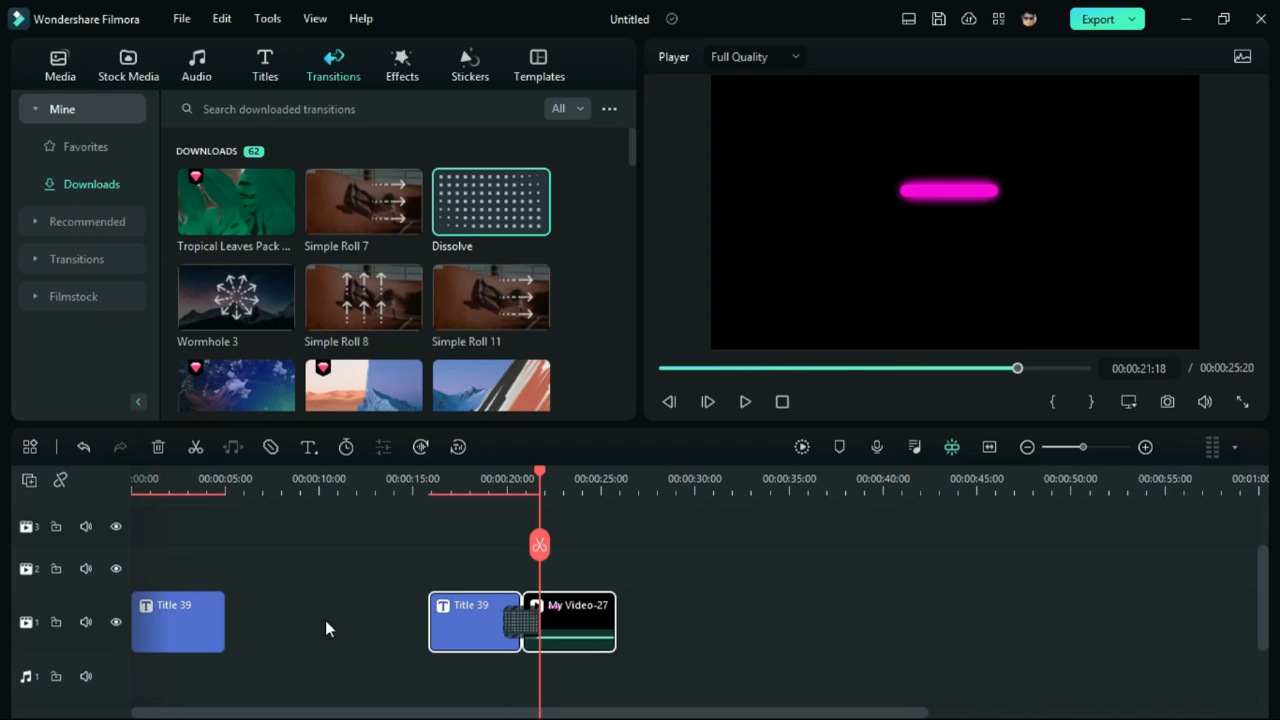 Wondershare Filmora
File
Edit
Tools
View
Help
Untitled
Export
Media
Stock Media
Audio
Titles
Transitions
Effects
Stickers
Templates
Player
Full Quality
Mine
Favorites
Downloads
Recommended
Transitions
Filmstock
Search downloaded transitions
All
DOWNLOADS 62
Tropical Leaves Pack ...
Simple Roll 7
Dissolve
Wormhole 3
Simple Roll 8
Simple Roll 11
00:00:21:18 / 00:00:25:20
:00:00
00:00:05:00
00:00:10:00
00:00:15:00
00:00:20:00
00:00:25:00
00:00:30:00
00:00:35:00
00:00:40:00
00:00:45:00
00:00:50:00
00:00:55:00
00:01:00
3
2
1
Title 39
Title 39
My Video-27
1